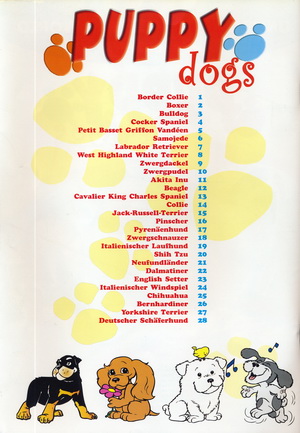 PUPPY
dogs
Border Collie 1
Boxer 2
Bulldog 3
Cocker Spaniel 4
Petit Basset Griffon Vandéen 5
Samojede 6
Labrador Retriever 7
West Highland White Terrier 8
Zwergdackel 9
Zwergpudel 10
Akita Inu 11
Beagle 12
Cavalier King Charles Spaniel 13
Collie 14
Jack-Russell-Terrier 15
Pinscher 16
Pyrenäenhund 17
Zwergschnauzer 18
Italienischer Laufhund 19
Shih Tzu 20
Neufundländer 21
Dalmatiner 22
English Setter 23
Italienischer Windspiel 24
Chihuahua 25
Bernhardiner 26
Yorkshire Terrier 27
Deutscher Schäferhund 28